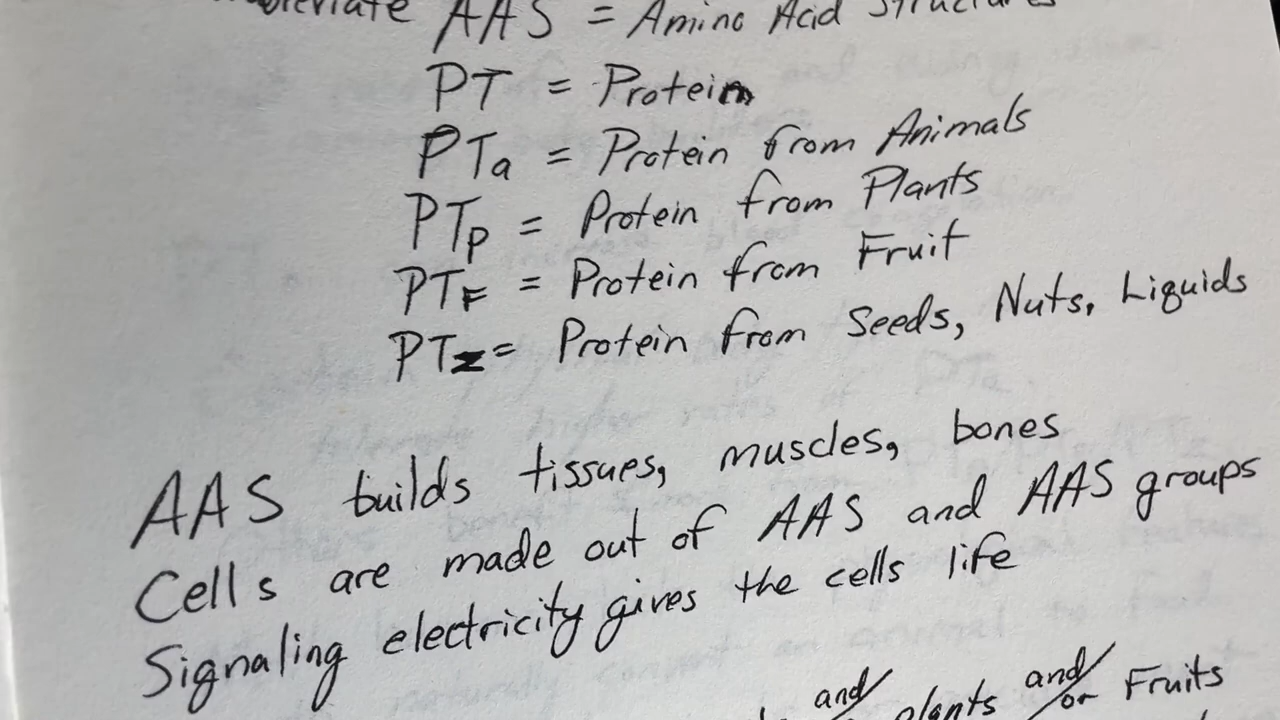 AAS = Amino Acid Structures
PT = Protein
PTa = Protein from Animals
PTp = Protein from Plants
PTF = Protein from Fruit
PTz = Protein from Seeds, Nuts, Liquids
AAS builds tissues, muscles, bones
Cells are made out of AAS and AAS groups
Signaling electricity gives the cells life
and/ plants and/or Fruits